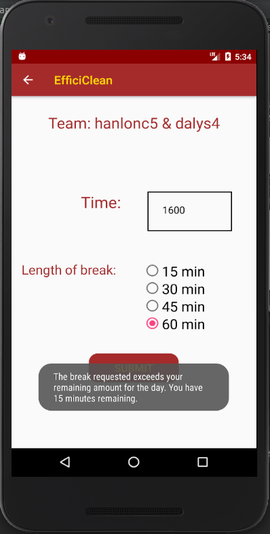 5:34
EfficiClean
Team: hanlonc5 & dalys4
Time:
1600
Length of break:
15 min
30 min
45 min
60 min
SUBMIT
The break requested exceeds your
remaining amount for the day. You have
15 minutes remaining.